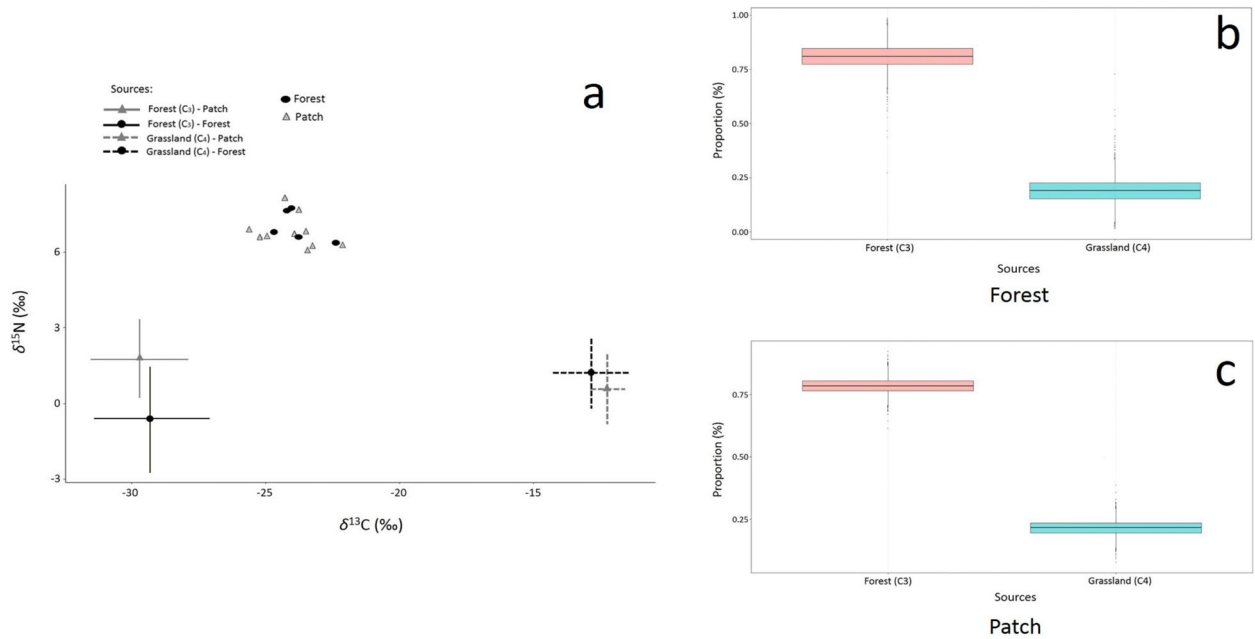 a
Sources:
Forest (C₃) - Patch
Forest (C₃) - Forest
Grassland (C₄) - Patch
Grassland (C₄) - Forest
Forest
Patch
δ¹⁵N (‰)
6
3
0
-3
-30
-25
-20
-15
δ¹³C (‰)
b
Proportion (%)
1.00
0.75
0.50
0.25
0.00
Forest (C3)
Grassland (C4)
Sources
Forest
c
Proportion (%)
0.75
0.50
0.25
Forest (C3)
Grassland (C4)
Sources
Patch